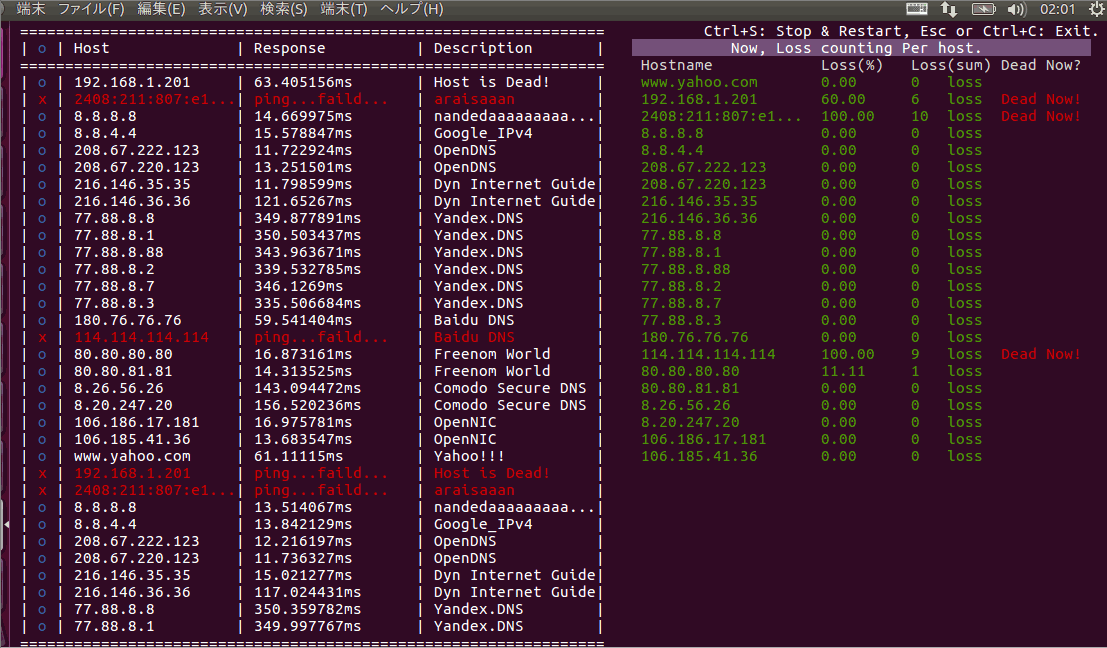 端末 ファイル(F) 編集(E) 表示(V) 検索(S) 端末(T) ヘルプ(H) 02:01
=================================================================
| o | Host | Response | Description |
=================================================================
| o | 192.168.1.201 | 63.405156ms | Host is Dead! |
| x | 2408:211:807:e1...| ping...faild... | araisaaan |
| o | 8.8.8.8 | 14.669975ms | nandedaaaaaaaaa...|
| o | 8.8.4.4 | 15.578847ms | Google_IPv4 |
| o | 208.67.222.123 | 11.722924ms | OpenDNS |
| o | 208.67.220.123 | 13.251501ms | OpenDNS |
| o | 216.146.35.35 | 11.798599ms | Dyn Internet Guide|
| o | 216.146.36.36 | 121.65267ms | Dyn Internet Guide|
| o | 77.88.8.8 | 349.877891ms | Yandex.DNS |
| o | 77.88.8.1 | 350.503437ms | Yandex.DNS |
| o | 77.88.8.88 | 343.963671ms | Yandex.DNS |
| o | 77.88.8.2 | 339.532785ms | Yandex.DNS |
| o | 77.88.8.7 | 346.1269ms | Yandex.DNS |
| o | 77.88.8.3 | 335.506684ms | Yandex.DNS |
| o | 180.76.76.76 | 59.541404ms | Baidu DNS |
| x | 114.114.114.114 | ping...faild... | Baidu DNS |
| o | 80.80.80.80 | 16.873161ms | Freenom World |
| o | 80.80.81.81 | 14.313525ms | Freenom World |
| o | 8.26.56.26 | 143.094472ms | Comodo Secure DNS |
| o | 8.20.247.20 | 156.520236ms | Comodo Secure DNS |
| o | 106.186.17.181 | 16.975781ms | OpenNIC |
| o | 106.185.41.36 | 13.683547ms | OpenNIC |
| o | www.yahoo.com | 61.11115ms | Yahoo!!! |
| x | 192.168.1.201 | ping...faild... | Host is Dead! |
| x | 2408:211:807:e1...| ping...faild... | araisaaan |
| o | 8.8.8.8 | 13.514067ms | nandedaaaaaaaaa...|
| o | 8.8.4.4 | 13.842129ms | Google_IPv4 |
| o | 208.67.222.123 | 12.216197ms | OpenDNS |
| o | 208.67.220.123 | 11.736327ms | OpenDNS |
| o | 216.146.35.35 | 15.021277ms | Dyn Internet Guide|
| o | 216.146.36.36 | 117.024431ms | Dyn Internet Guide|
| o | 77.88.8.8 | 350.359782ms | Yandex.DNS |
| o | 77.88.8.1 | 349.997767ms | Yandex.DNS |
=================================================================
Ctrl+S: Stop & Restart, Esc or Ctrl+C: Exit.
Now, Loss counting Per host.
Hostname Loss(%) Loss(sum) Dead Now?
www.yahoo.com 0.00 0 loss
192.168.1.201 60.00 6 loss Dead Now!
2408:211:807:e1... 100.00 10 loss Dead Now!
8.8.8.8 0.00 0 loss
8.8.4.4 0.00 0 loss
208.67.222.123 0.00 0 loss
208.67.220.123 0.00 0 loss
216.146.35.35 0.00 0 loss
216.146.36.36 0.00 0 loss
77.88.8.8 0.00 0 loss
77.88.8.1 0.00 0 loss
77.88.8.88 0.00 0 loss
77.88.8.2 0.00 0 loss
77.88.8.7 0.00 0 loss
77.88.8.3 0.00 0 loss
180.76.76.76 0.00 0 loss
114.114.114.114 100.00 9 loss Dead Now!
80.80.80.80 11.11 1 loss
80.80.81.81 0.00 0 loss
8.26.56.26 0.00 0 loss
8.20.247.20 0.00 0 loss
106.186.17.181 0.00 0 loss
106.185.41.36 0.00 0 loss